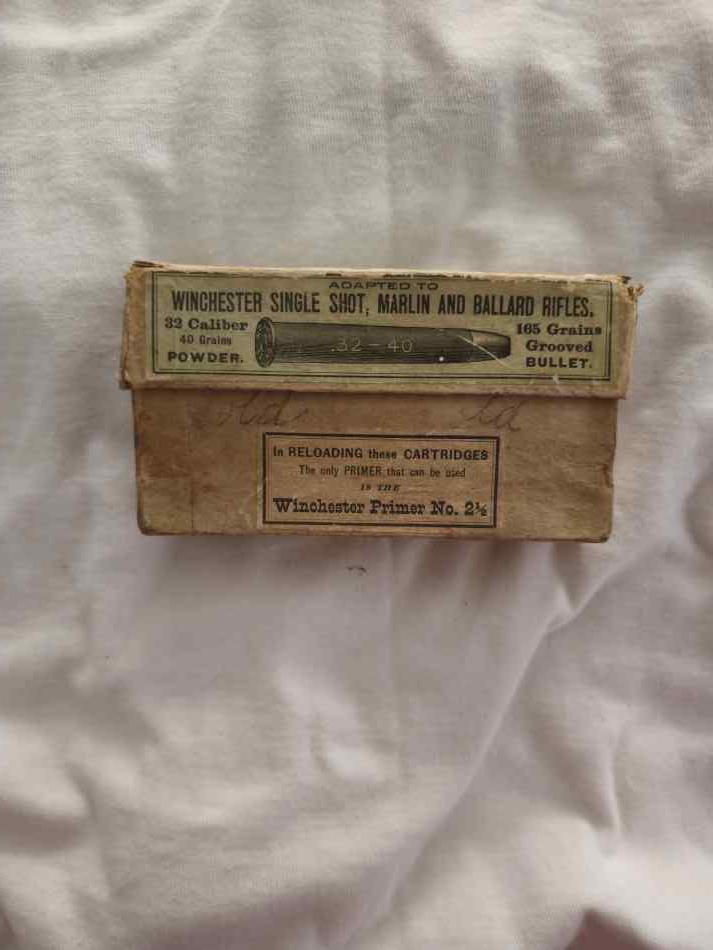 ADAPTED TO
WINCHESTER SINGLE SHOT, MARLIN AND BALLARD RIFLES.
32 Caliber
40 Grains
POWDER.
.32-40
165 Grains
Grooved
BULLET.
In RELOADING these CARTRIDGES
The only PRIMER that can be used
IS THE
Winchester Primer No. 2½